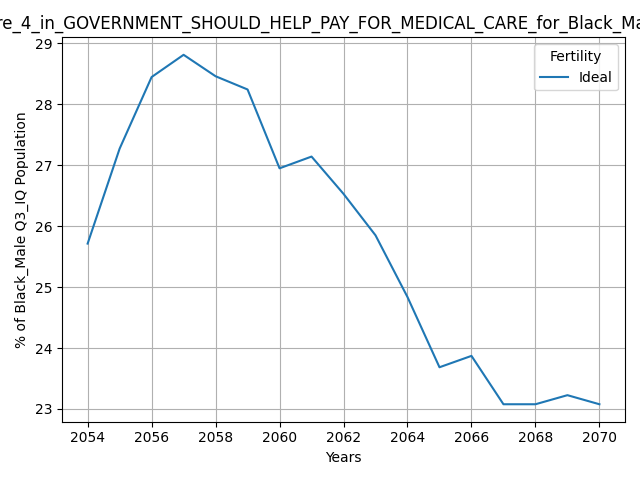 re_4_in_GOVERNMENT_SHOULD_HELP_PAY_FOR_MEDICAL_CARE_for_Black_Ma
Fertility
Ideal
% of Black_Male Q3_IQ Population
29
28
27
26
25
24
23
2054 2056 2058 2060 2062 2064 2066 2068 2070
Years